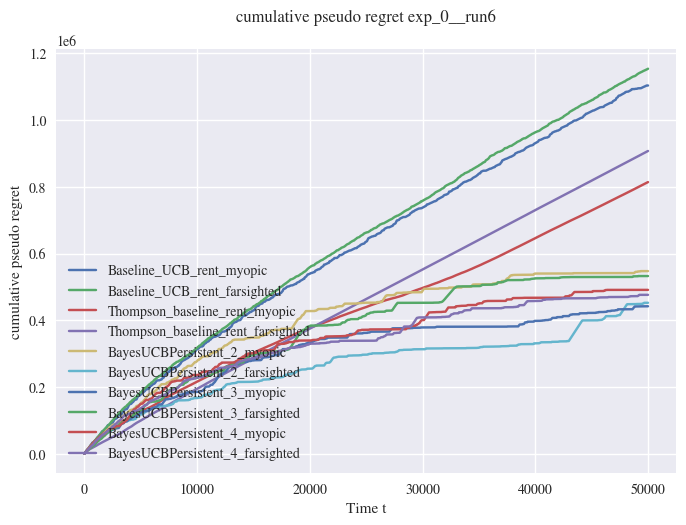 cumulative pseudo regret exp_0__run6
1e6
1.2
1.0
0.8
0.6
0.4
0.2
0.0
cumulative pseudo regret
Baseline_UCB_rent_myopic
Baseline_UCB_rent_farsighted
Thompson_baseline_rent_myopic
Thompson_baseline_rent_farsighted
BayesUCBPersistent_2_myopic
BayesUCBPersistent_2_farsighted
BayesUCBPersistent_3_myopic
BayesUCBPersistent_3_farsighted
BayesUCBPersistent_4_myopic
BayesUCBPersistent_4_farsighted
0 10000 20000 30000 40000 50000
Time t